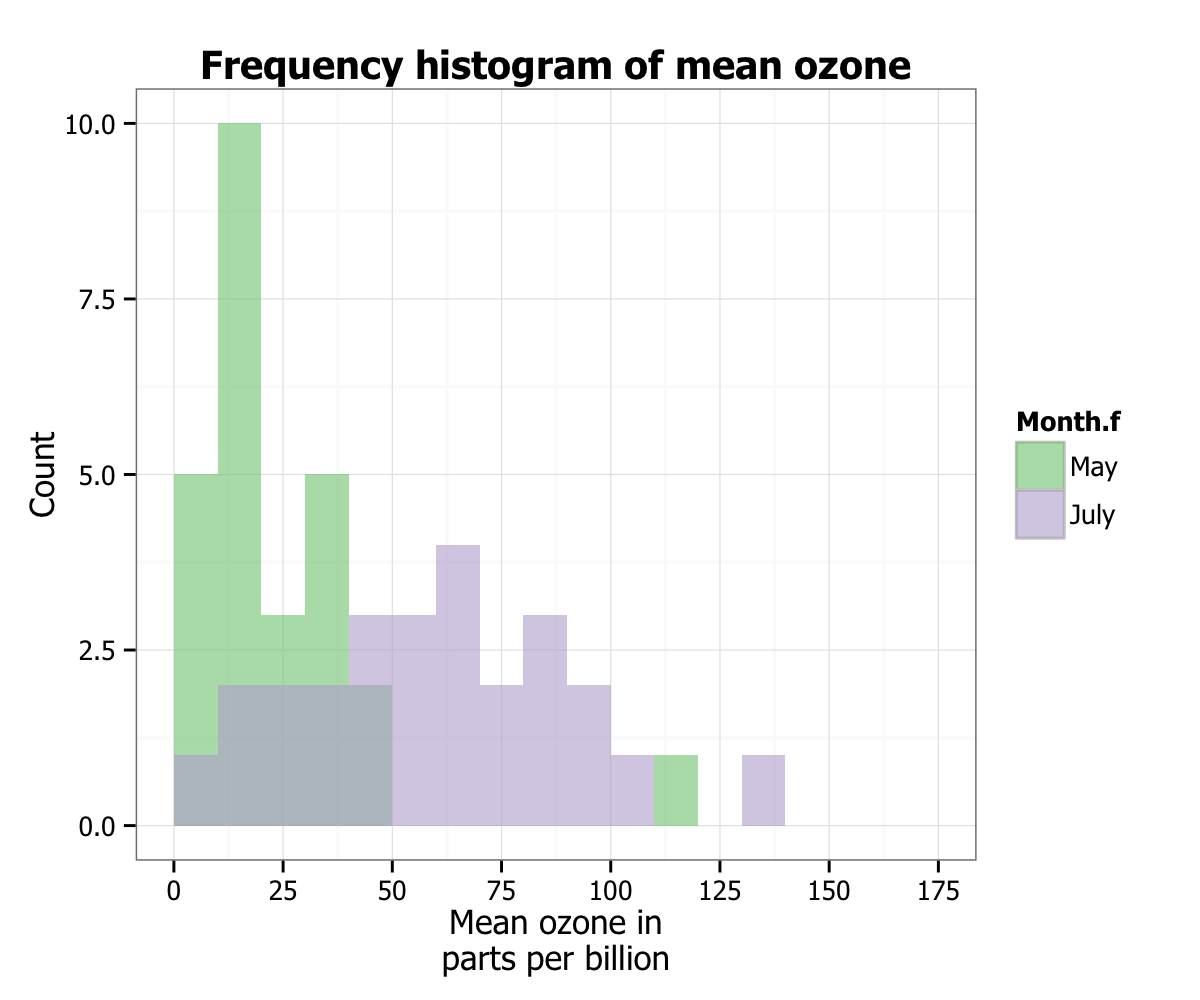 Frequency histogram of mean ozone
10.0
7.5
5.0
2.5
0.0
Count
0 25 50 75 100 125 150 175
Mean ozone in
parts per billion
Month.f
May
July